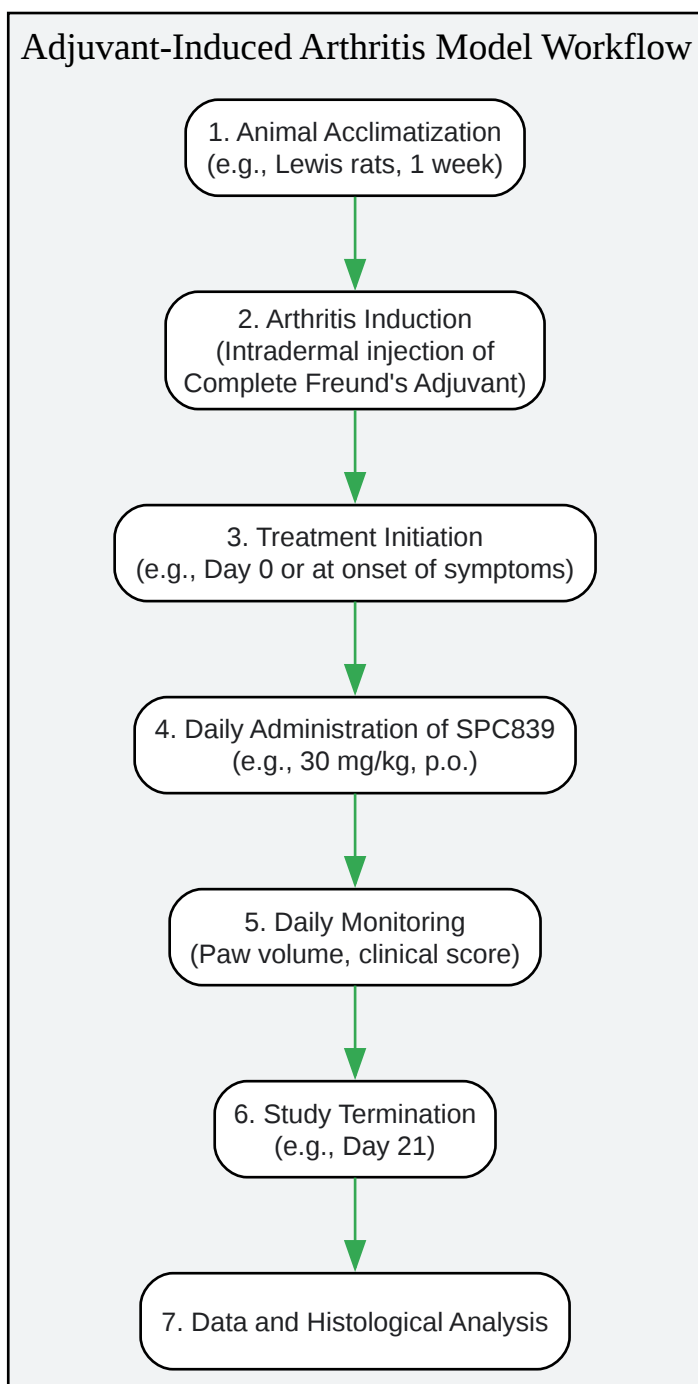 Adjuvant-Induced Arthritis Model Workflow
1. Animal Acclimatization
(e.g., Lewis rats, 1 week)
2. Arthritis Induction
(Intradermal injection of
Complete Freund's Adjuvant)
3. Treatment Initiation
(e.g., Day 0 or at onset of symptoms)
4. Daily Administration of SPC839
(e.g., 30 mg/kg, p.o.)
5. Daily Monitoring
(Paw volume, clinical score)
6. Study Termination
(e.g., Day 21)
7. Data and Histological Analysis